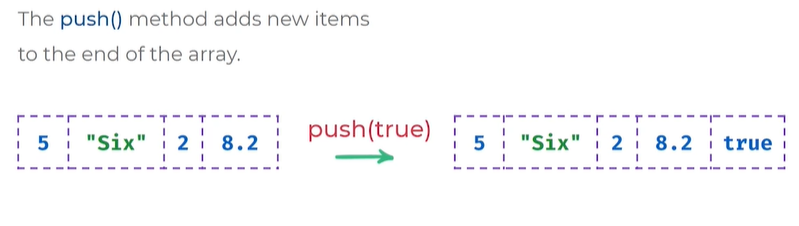 The push() method adds new items
to the end of the array.
push(true)
5 "Six" 2 8.2
5 "Six" 2 8.2 true